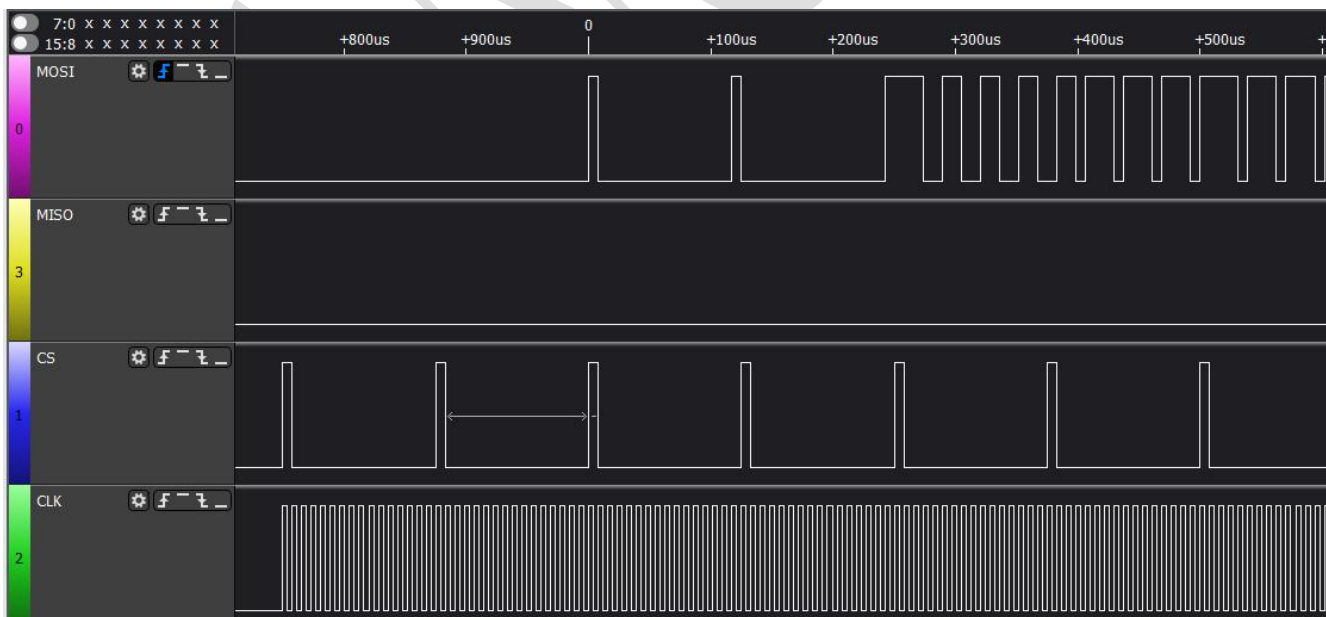 7:0 x x x x x x x x
15:8 x x x x x x x x
0
+800us +900us +100us +200us +300us +400us +500us +
MOSI
0
MISO
3
CS
1
CLK
2